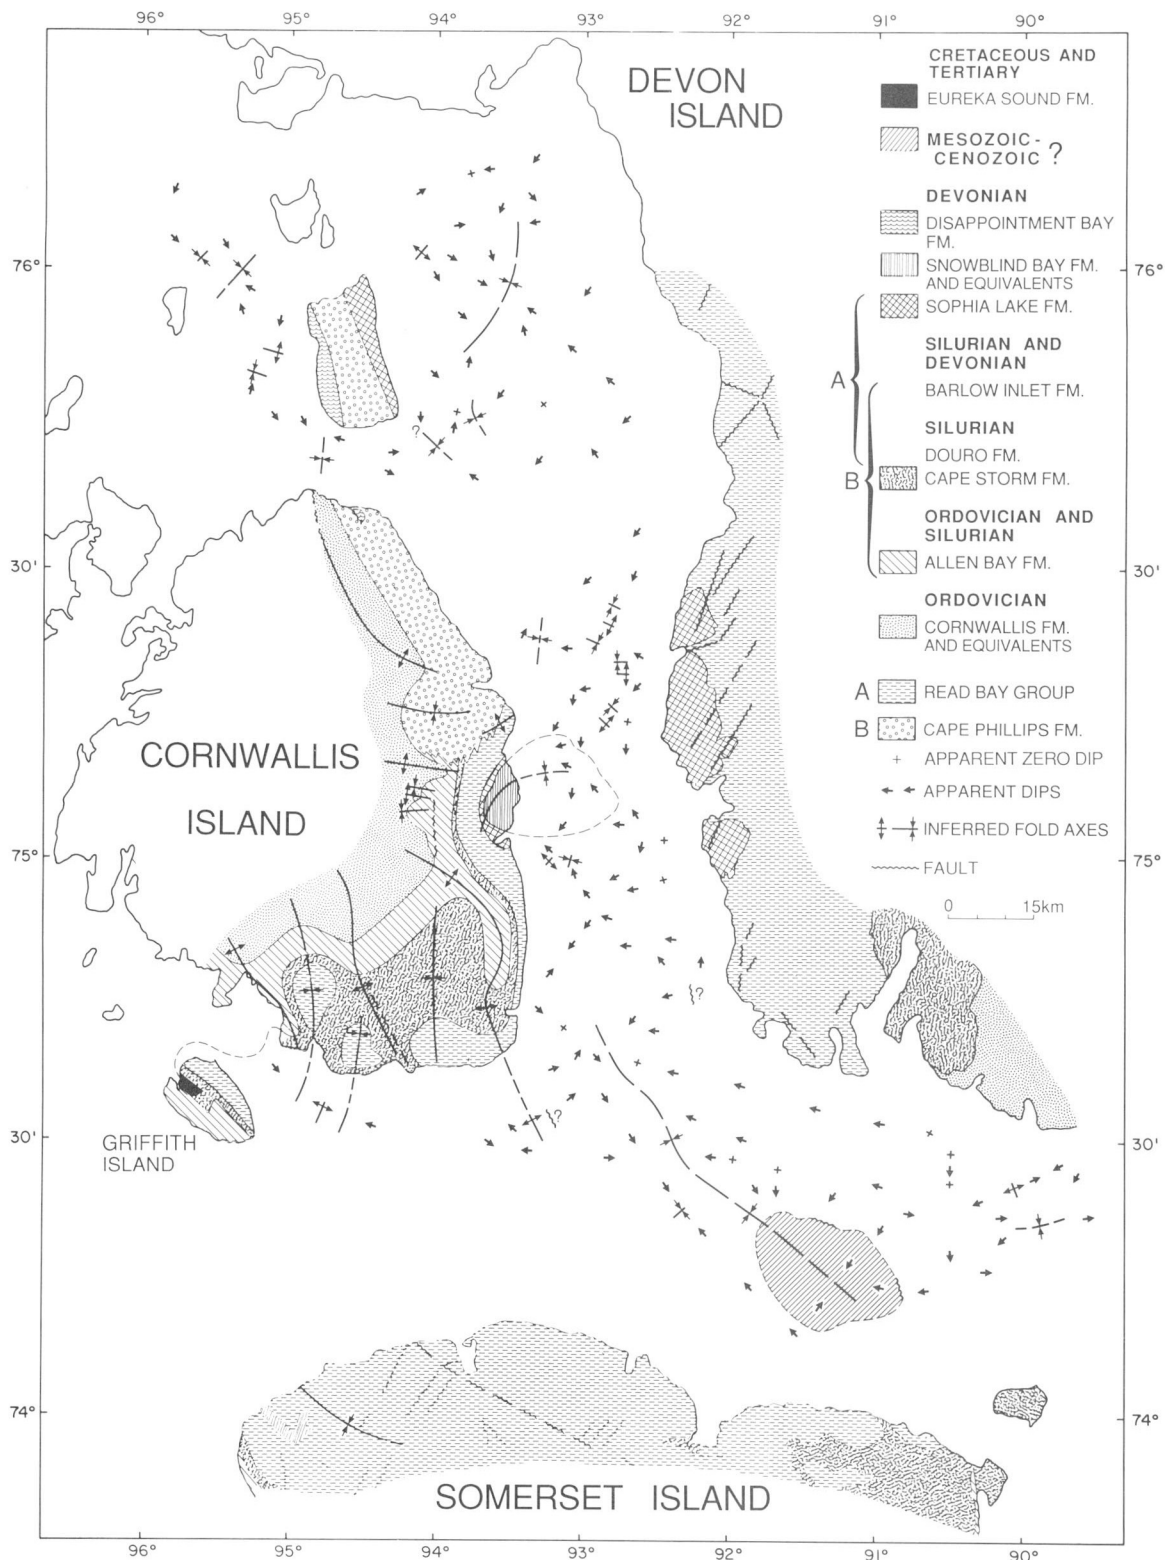 96° 95° 94° 93° 92° 91° 90°
DEVON
ISLAND
CRETACEOUS AND
TERTIARY
EUREKA SOUND FM.
MESOZOIC-
CENOZOIC ?
DEVONIAN
DISAPPOINTMENT BAY
FM.
SNOWBLIND BAY FM.
AND EQUIVALENTS
SOPHIA LAKE FM.
SILURIAN AND
DEVONIAN
A
BARLOW INLET FM.
SILURIAN
DOURO FM.
B
CAPE STORM FM.
ORDOVICIAN AND
SILURIAN
ALLEN BAY FM.
ORDOVICIAN
CORNWALLIS FM.
AND EQUIVALENTS
A READ BAY GROUP
B CAPE PHILLIPS FM.
+ APPARENT ZERO DIP
APPARENT DIPS
INFERRED FOLD AXES
FAULT
0 15km
76° 76°
?
30' 30'
CORNWALLIS
ISLAND
75° 75°
?
?
30' 30'
GRIFFITH
ISLAND
74° 74°
SOMERSET ISLAND
96° 95° 94° 93° 92° 91° 90°